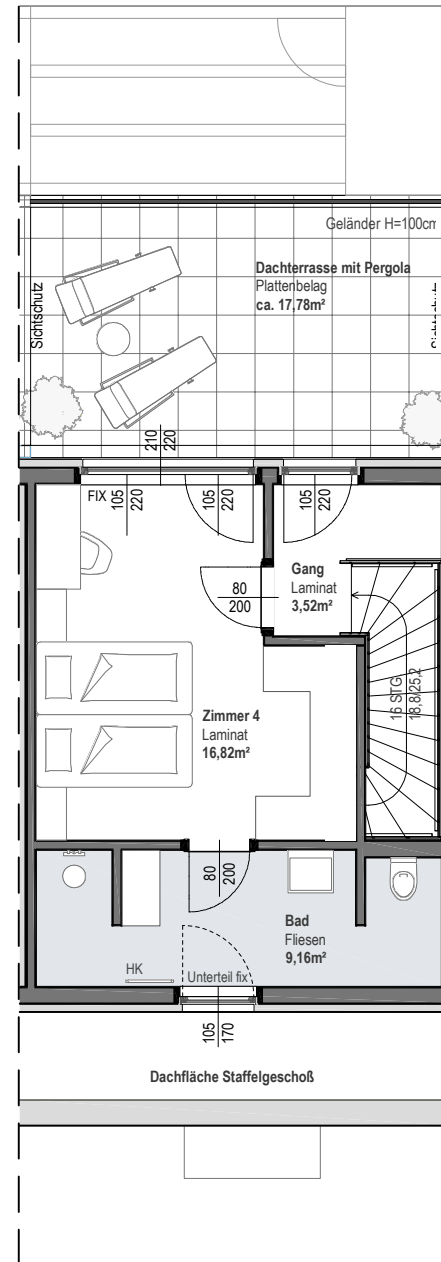 Geländer H=100cm
Dachterrasse mit Pergola
Plattenbelag
ca. 17,78m²
Sichtschutz
Sichtschutz
210
220
FIX
105
220
105
220
105
220
Gang
Laminat
3,52m²
80
200
16 STG
18,8/25,2
Zimmer 4
Laminat
16,82m²
80
200
Bad
Fliesen
9,16m²
HK
Unterteil fix
105
170
Dachfläche Staffelgeschoß